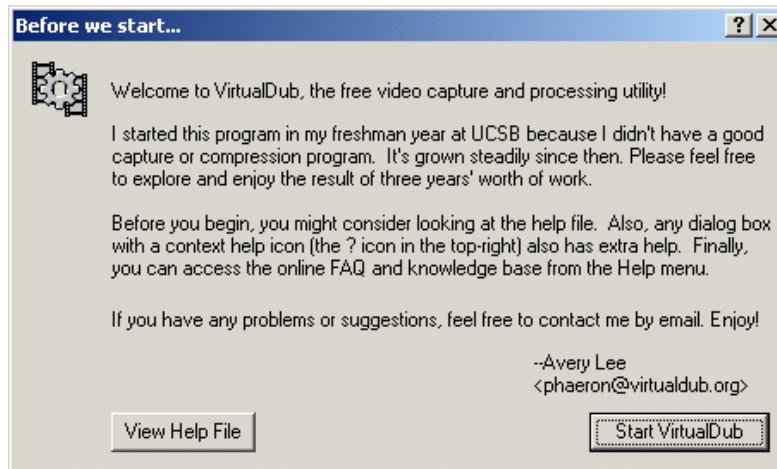 Before we start...
? X
Welcome to VirtualDub, the free video capture and processing utility!
I started this program in my freshman year at UCSB because I didn't have a good
capture or compression program.  It's grown steadily since then. Please feel free
to explore and enjoy the result of three years' worth of work.
Before you begin, you might consider looking at the help file.  Also, any dialog box
with a context help icon (the ? icon in the top-right) also has extra help.  Finally,
you can access the online FAQ and knowledge base from the Help menu.
If you have any problems or suggestions, feel free to contact me by email. Enjoy!
--Avery Lee
<phaeron@virtualdub.org>
View Help File
Start VirtualDub